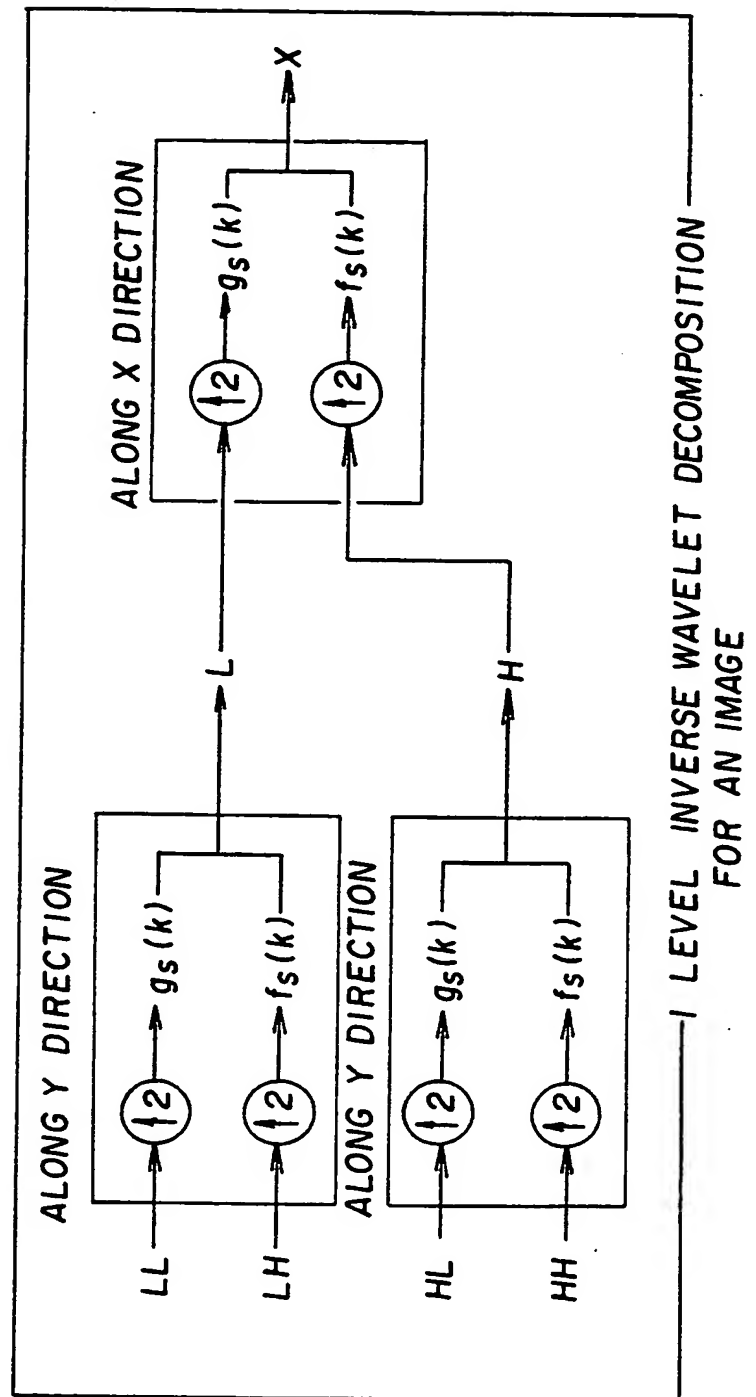 ALONG Y DIRECTION
LL
↑2
gs(k)
LH
↑2
fs(k)
L
ALONG Y DIRECTION
HL
↑2
gs(k)
HH
↑2
fs(k)
H
ALONG X DIRECTION
↑2
gs(k)
↑2
fs(k)
X
1 LEVEL INVERSE WAVELET DECOMPOSITION
FOR AN IMAGE